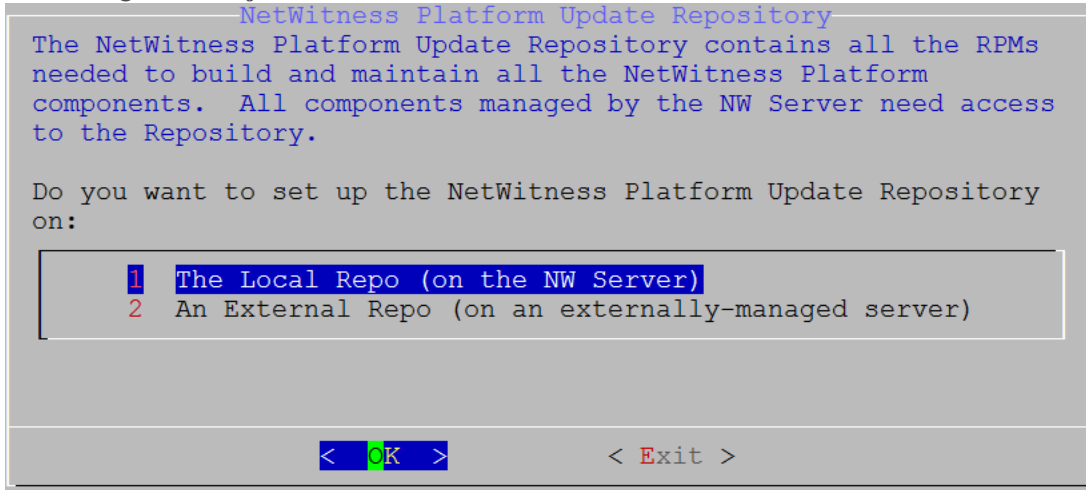 NetWitness Platform Update Repository
The NetWitness Platform Update Repository contains all the RPMs
needed to build and maintain all the NetWitness Platform
components.  All components managed by the NW Server need access
to the Repository.
Do you want to set up the NetWitness Platform Update Repository
on:
1 The Local Repo (on the NW Server)
2 An External Repo (on an externally-managed server)
< OK > < Exit >